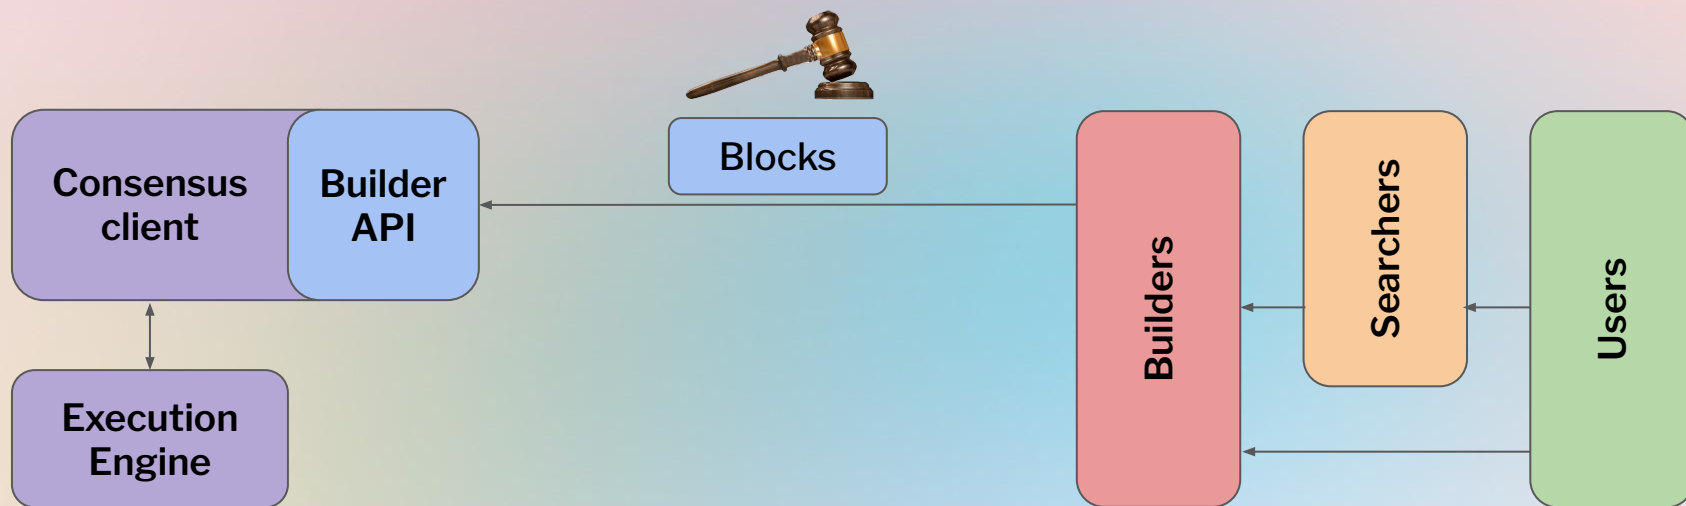 Consensus
client
Builder
API
Blocks
Execution
Engine
Builders
Searchers
Users